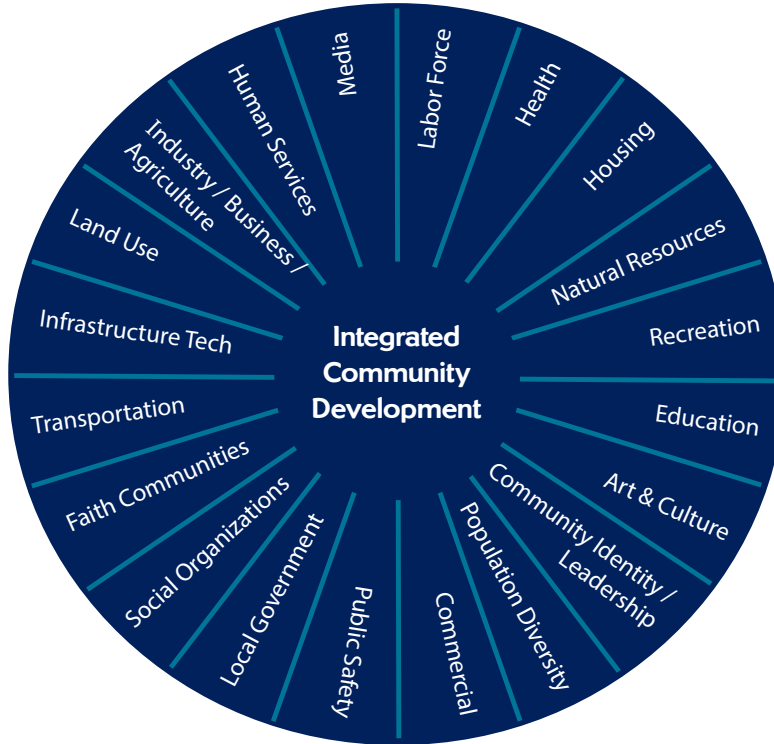 Integrated
Community
Development
Labor Force
Health
Housing
Natural Resources
Recreation
Education
Art & Culture
Community Identity /
Leadership
Population Diversity
Commercial
Public Safety
Local Government
Social Organizations
Faith Communities
Transportation
Infrastructure Tech
Land Use
Industry / Business /
Agriculture
Human Services
Media